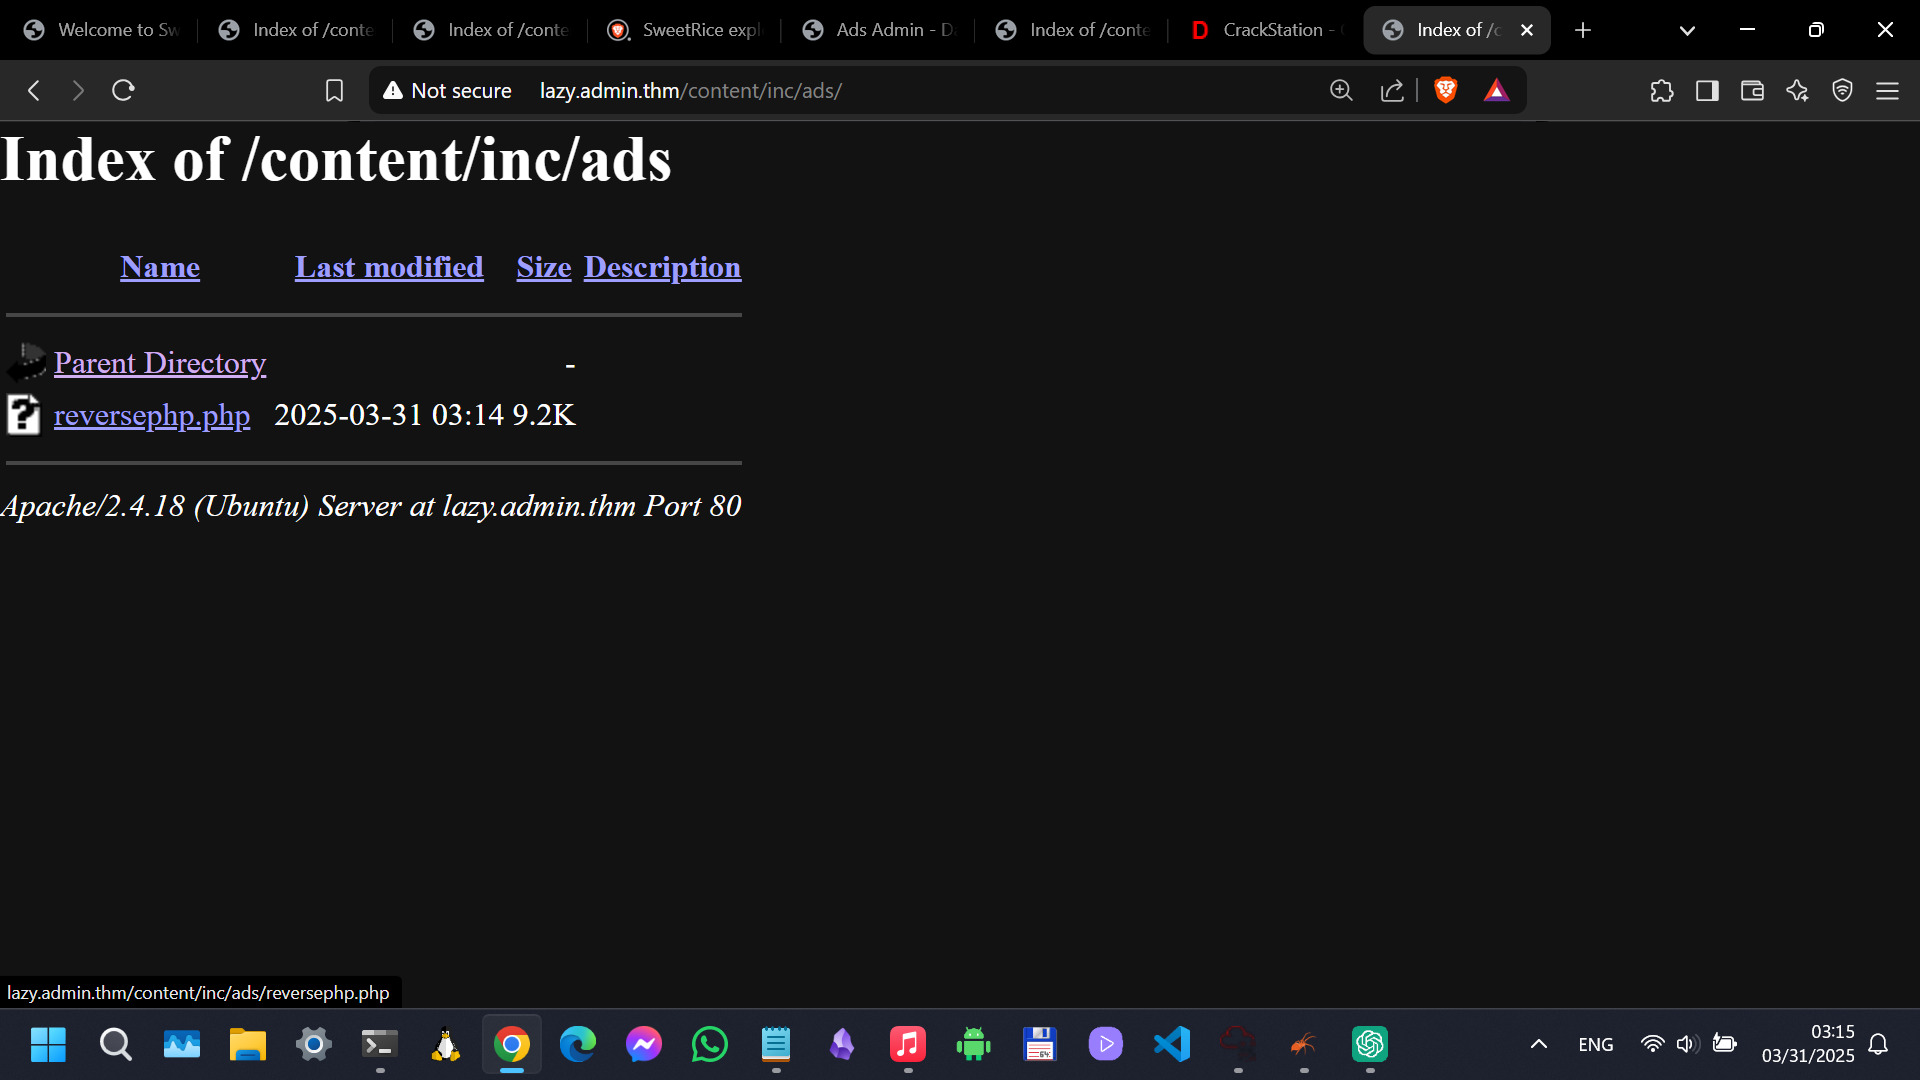 Welcome to Sw
Index of /conte
Index of /conte
SweetRice expl
Ads Admin - Da
Index of /conte
CrackStation -
Index of /c
Not secure
lazy.admin.thm/content/inc/ads/
Index of /content/inc/ads
Name Last modified Size Description
Parent Directory -
reversephp.php 2025-03-31 03:14 9.2K
Apache/2.4.18 (Ubuntu) Server at lazy.admin.thm Port 80
lazy.admin.thm/content/inc/ads/reversephp.php
64
ENG
03:15
03/31/2025